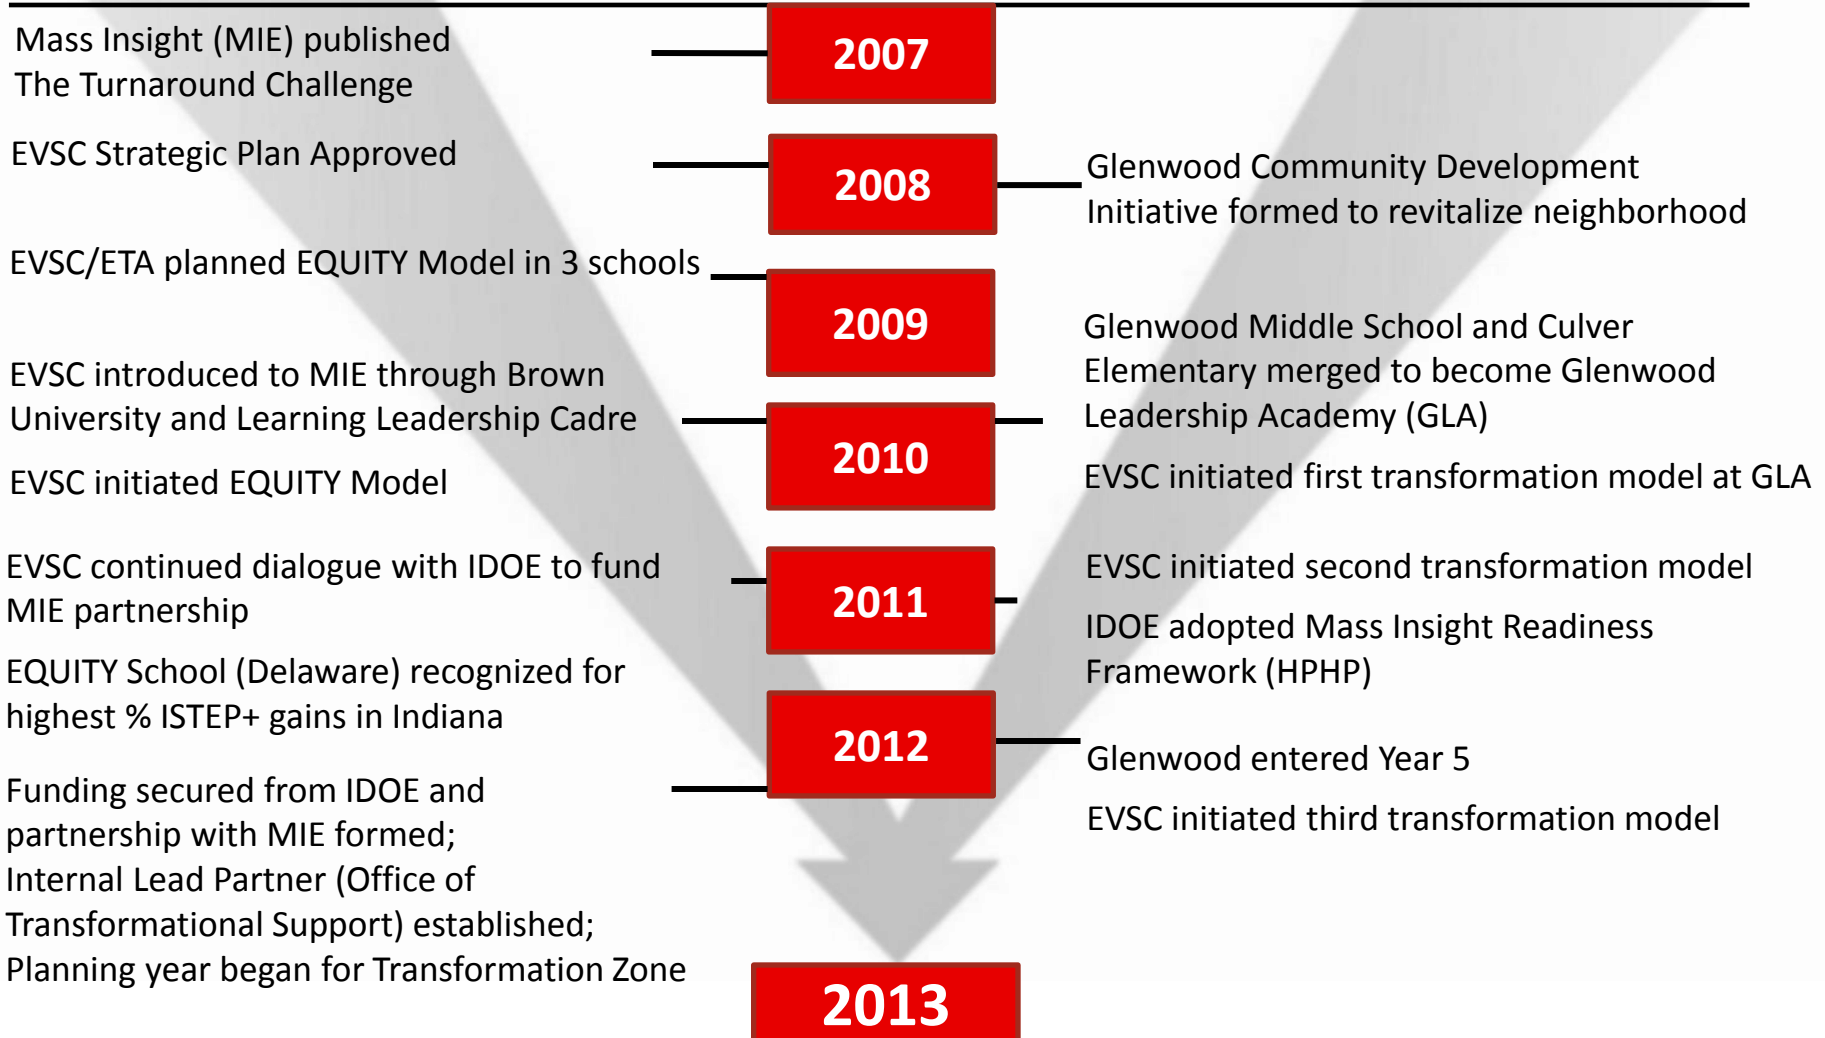 2007
Mass Insight (MIE) published
The Turnaround Challenge
2008
EVSC Strategic Plan Approved
Glenwood Community Development
Initiative formed to revitalize neighborhood
2009
EVSC/ETA planned EQUITY Model in 3 schools
2010
EVSC introduced to MIE through Brown
University and Learning Leadership Cadre
EVSC initiated EQUITY Model
Glenwood Middle School and Culver
Elementary merged to become Glenwood
Leadership Academy (GLA)
EVSC initiated first transformation model at GLA
2011
EVSC continued dialogue with IDOE to fund
MIE partnership
EQUITY School (Delaware) recognized for
highest % ISTEP+ gains in Indiana
EVSC initiated second transformation model
IDOE adopted Mass Insight Readiness
Framework (HPHP)
2012
Funding secured from IDOE and
partnership with MIE formed;
Internal Lead Partner (Office of
Transformational Support) established;
Planning year began for Transformation Zone
Glenwood entered Year 5
EVSC initiated third transformation model
2013